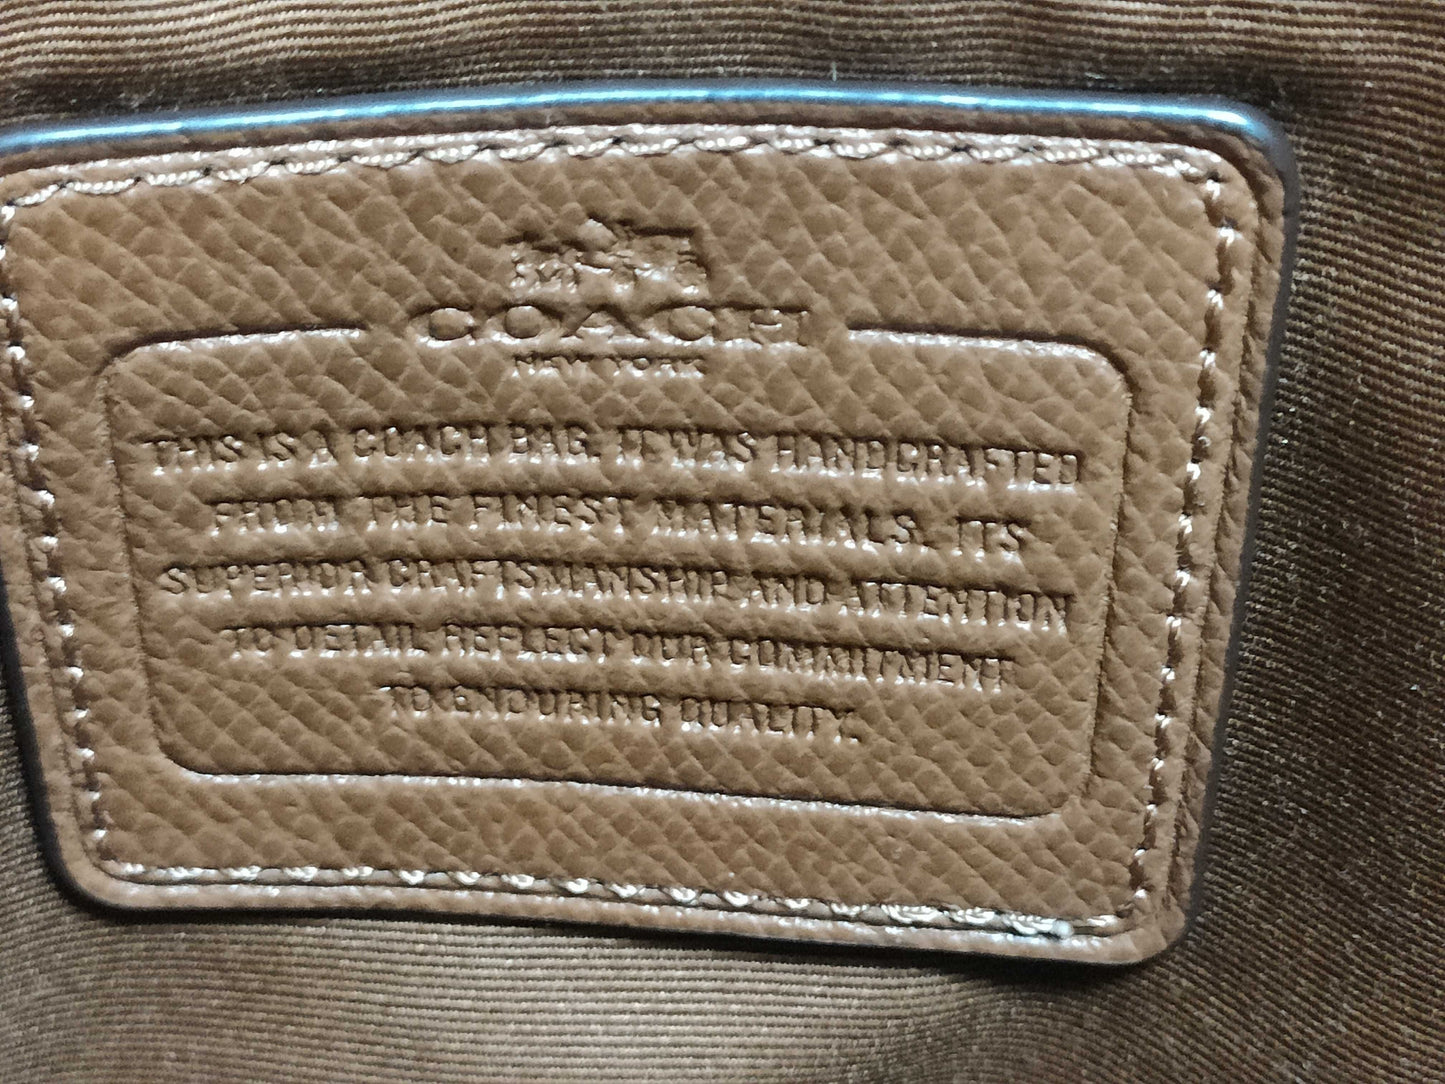 COACH
NEW YORK
THIS IS A COACH BAG. IT WAS HANDCRAFTED
FROM THE FINEST MATERIALS. ITS
SUPERIOR CRAFTSMANSHIP AND ATTENTION
TO DETAIL REFLECT OUR COMMITMENT
TO ENDURING QUALITY.